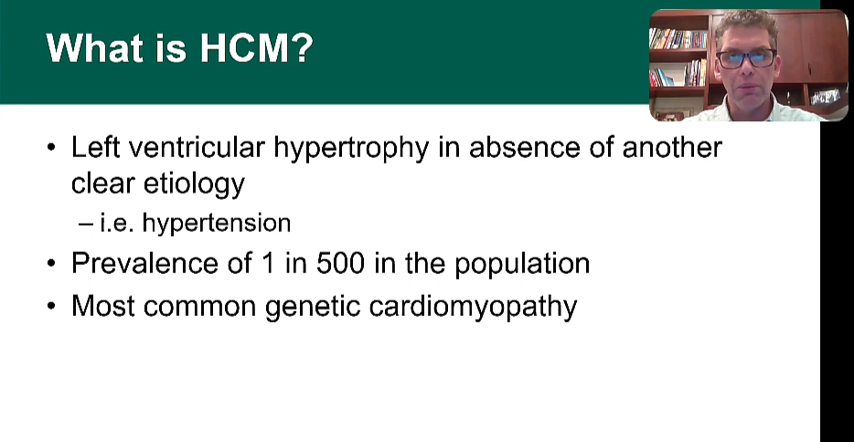 What is HCM?
• Left ventricular hypertrophy in absence of another
clear etiology
– i.e. hypertension
• Prevalence of 1 in 500 in the population
• Most common genetic cardiomyopathy